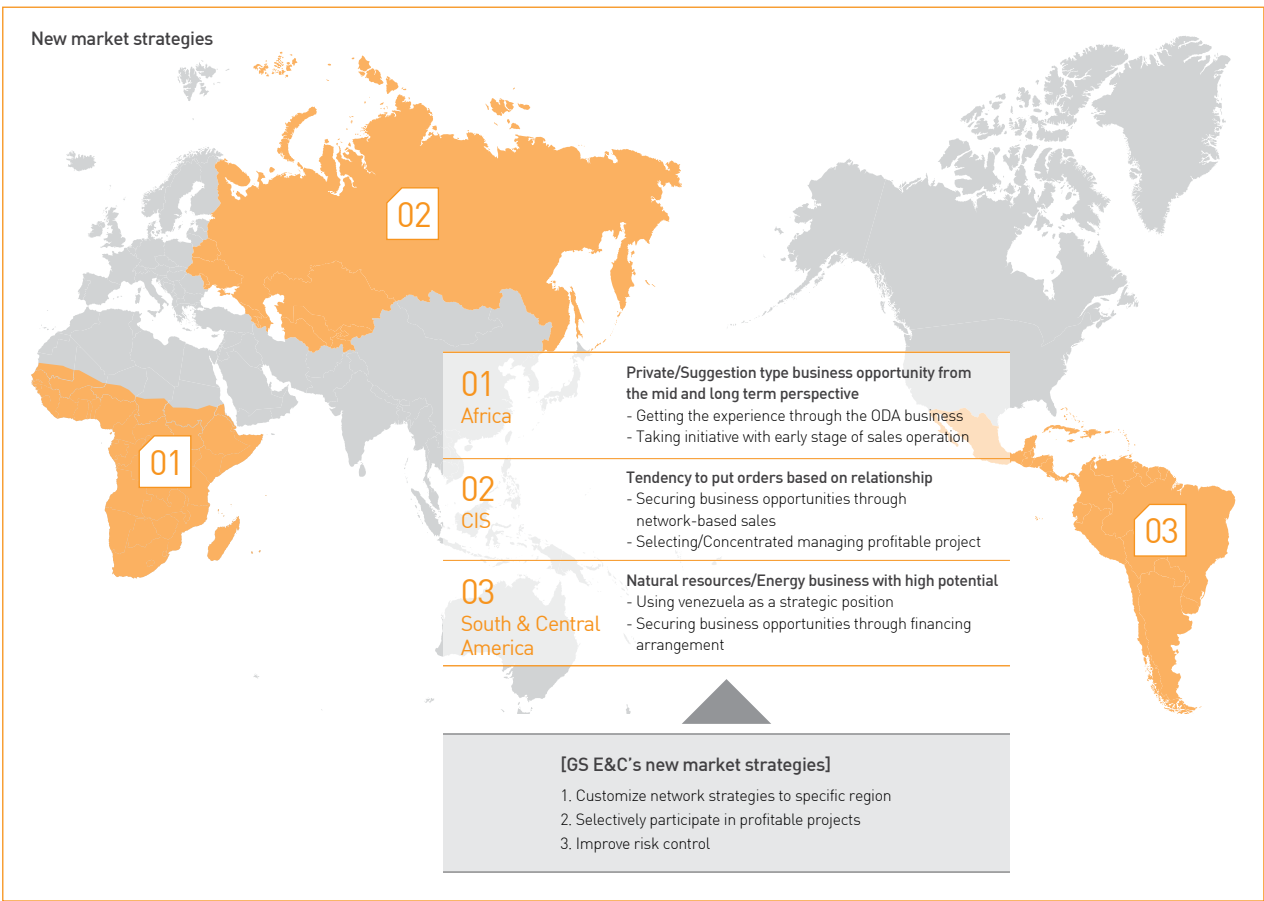 New market strategies
02
01
03
01
Africa
Private/Suggestion type business opportunity from
the mid and long term perspective
- Getting the experience through the ODA business
- Taking initiative with early stage of sales operation
02
CIS
Tendency to put orders based on relationship
- Securing business opportunities through
network-based sales
- Selecting/Concentrated managing profitable project
03
South & Central
America
Natural resources/Energy business with high potential
- Using venezuela as a strategic position
- Securing business opportunities through financing
arrangement
[GS E&C's new market strategies]
1. Customize network strategies to specific region
2. Selectively participate in profitable projects
3. Improve risk control